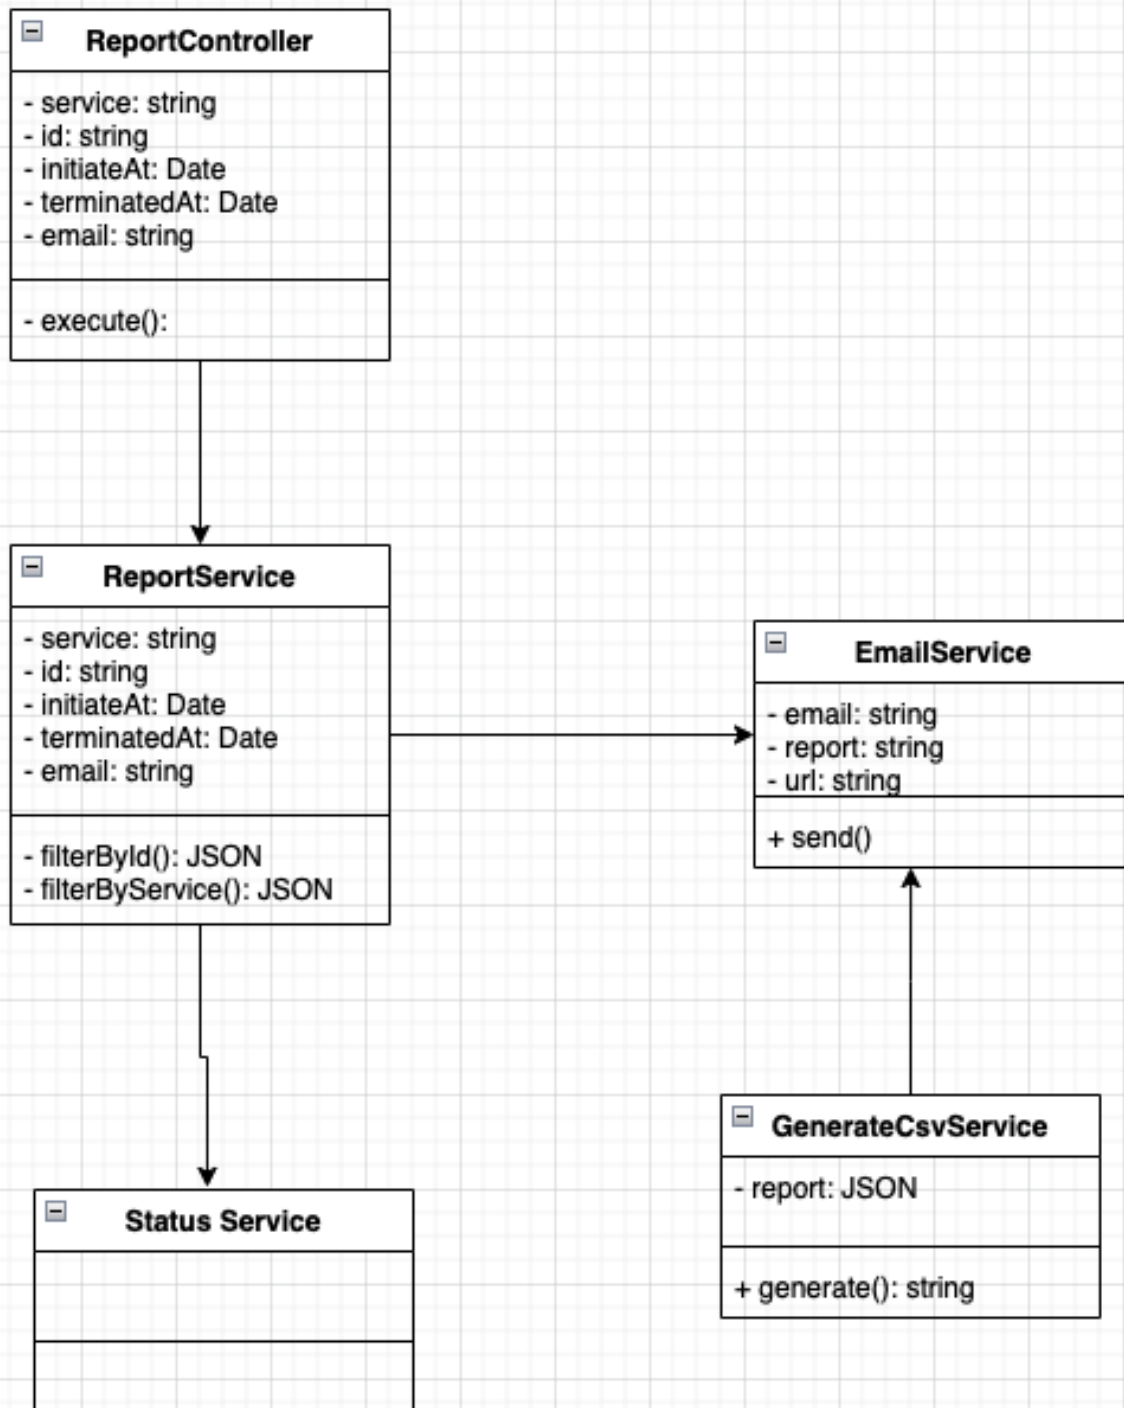 ReportController
- service: string
- id: string
- initiateAt: Date
- terminatedAt: Date
- email: string
- execute():
ReportService
- service: string
- id: string
- initiateAt: Date
- terminatedAt: Date
- email: string
- filterById(): JSON
- filterByService(): JSON
EmailService
- email: string
- report: string
- url: string
+ send()
Status Service
GenerateCsvService
- report: JSON
+ generate(): string